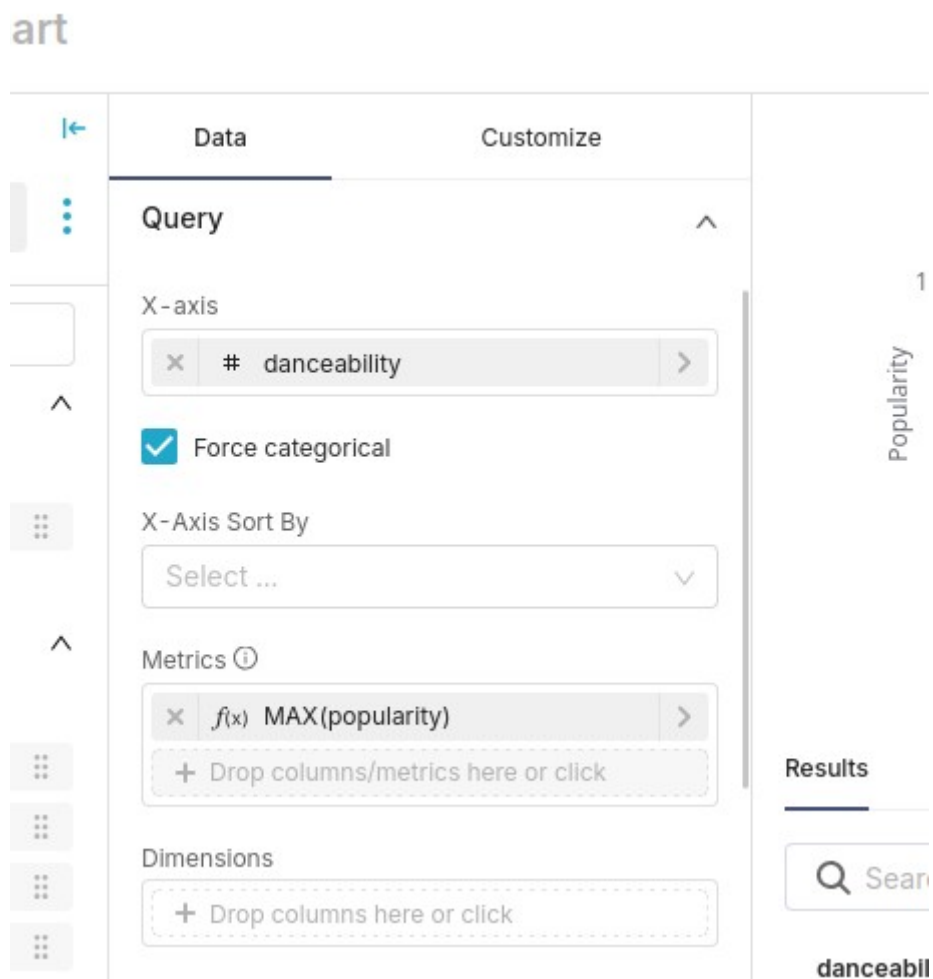 art
Data
Customize
Query
X-axis
# danceability
Force categorical
X-Axis Sort By
Select ...
Metrics
f(x) MAX(popularity)
+ Drop columns/metrics here or click
Dimensions
+ Drop columns here or click
1
Popularity
Results
Sear
danceabil